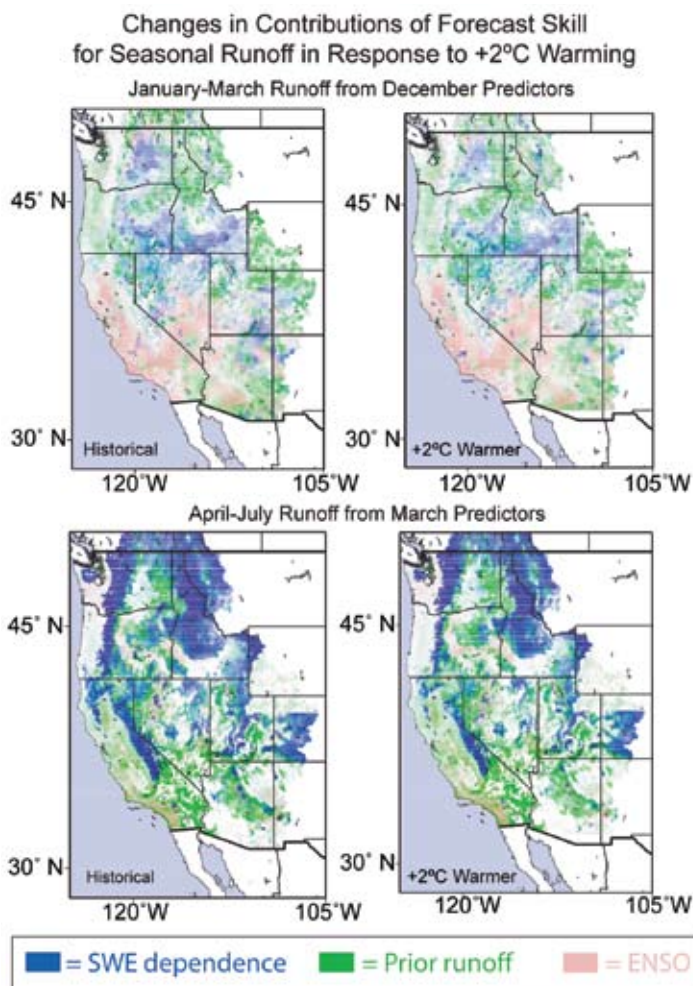 Changes in Contributions of Forecast Skill
for Seasonal Runoff in Response to +2ºC Warming
January-March Runoff from December Predictors
45° N
45° N
30° N
30° N
Historical
+2ºC Warmer
120°W
105°W
120°W
105°W
April-July Runoff from March Predictors
45° N
45° N
30° N
30° N
Historical
+2ºC Warmer
120°W
105°W
120°W
105°W
= SWE dependence
= Prior runoff
= ENSO